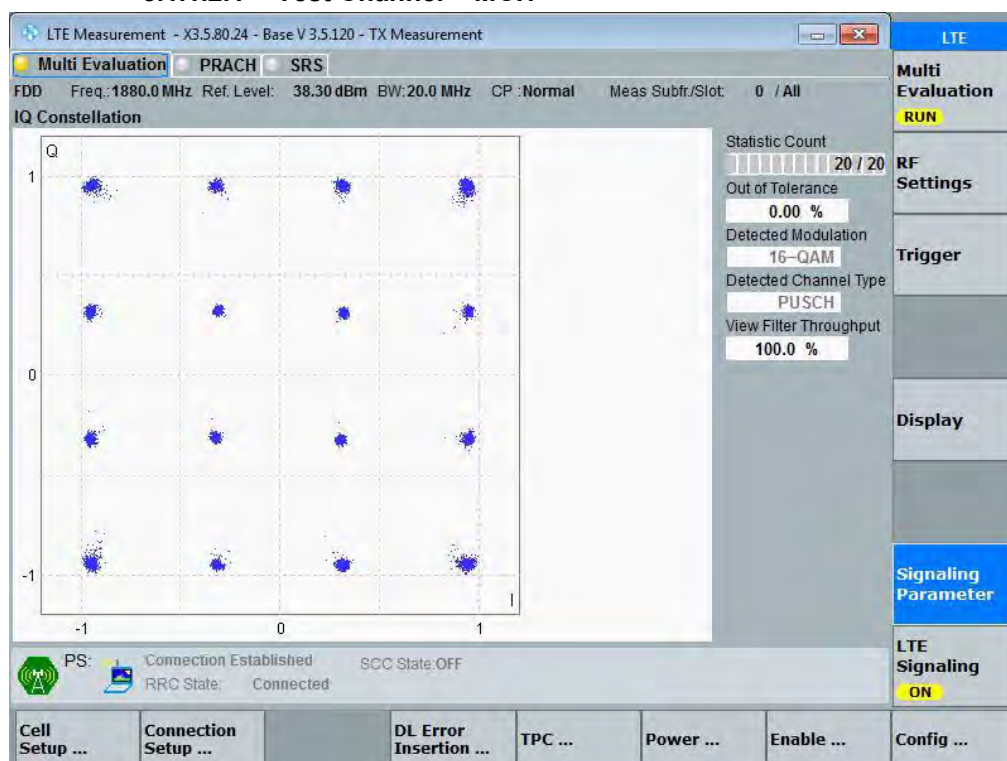 LTE Measurement - X3.5.80.24 - Base V 3.5.120 - TX Measurement
LTE
Multi Evaluation PRACH SRS
FDD Freq.:1880.0 MHz Ref. Level: 38.30 dBm BW:20.0 MHz CP :Normal Meas Subfr./Slot: 0 / All
IQ Constellation
Multi
Evaluation
RUN
Q
1
0
-1
-1 0 1
I
Statistic Count
20 / 20
Out of Tolerance
0.00 %
Detected Modulation
16-QAM
Detected Channel Type
PUSCH
View Filter Throughput
100.0 %
RF
Settings
Trigger
Display
Signaling
Parameter
LTE
Signaling
ON
PS: Connection Established SCC State:OFF
RRC State: Connected
Cell
Setup ...
Connection
Setup ...
DL Error
Insertion ...
TPC ...
Power ...
Enable ...
Config ...